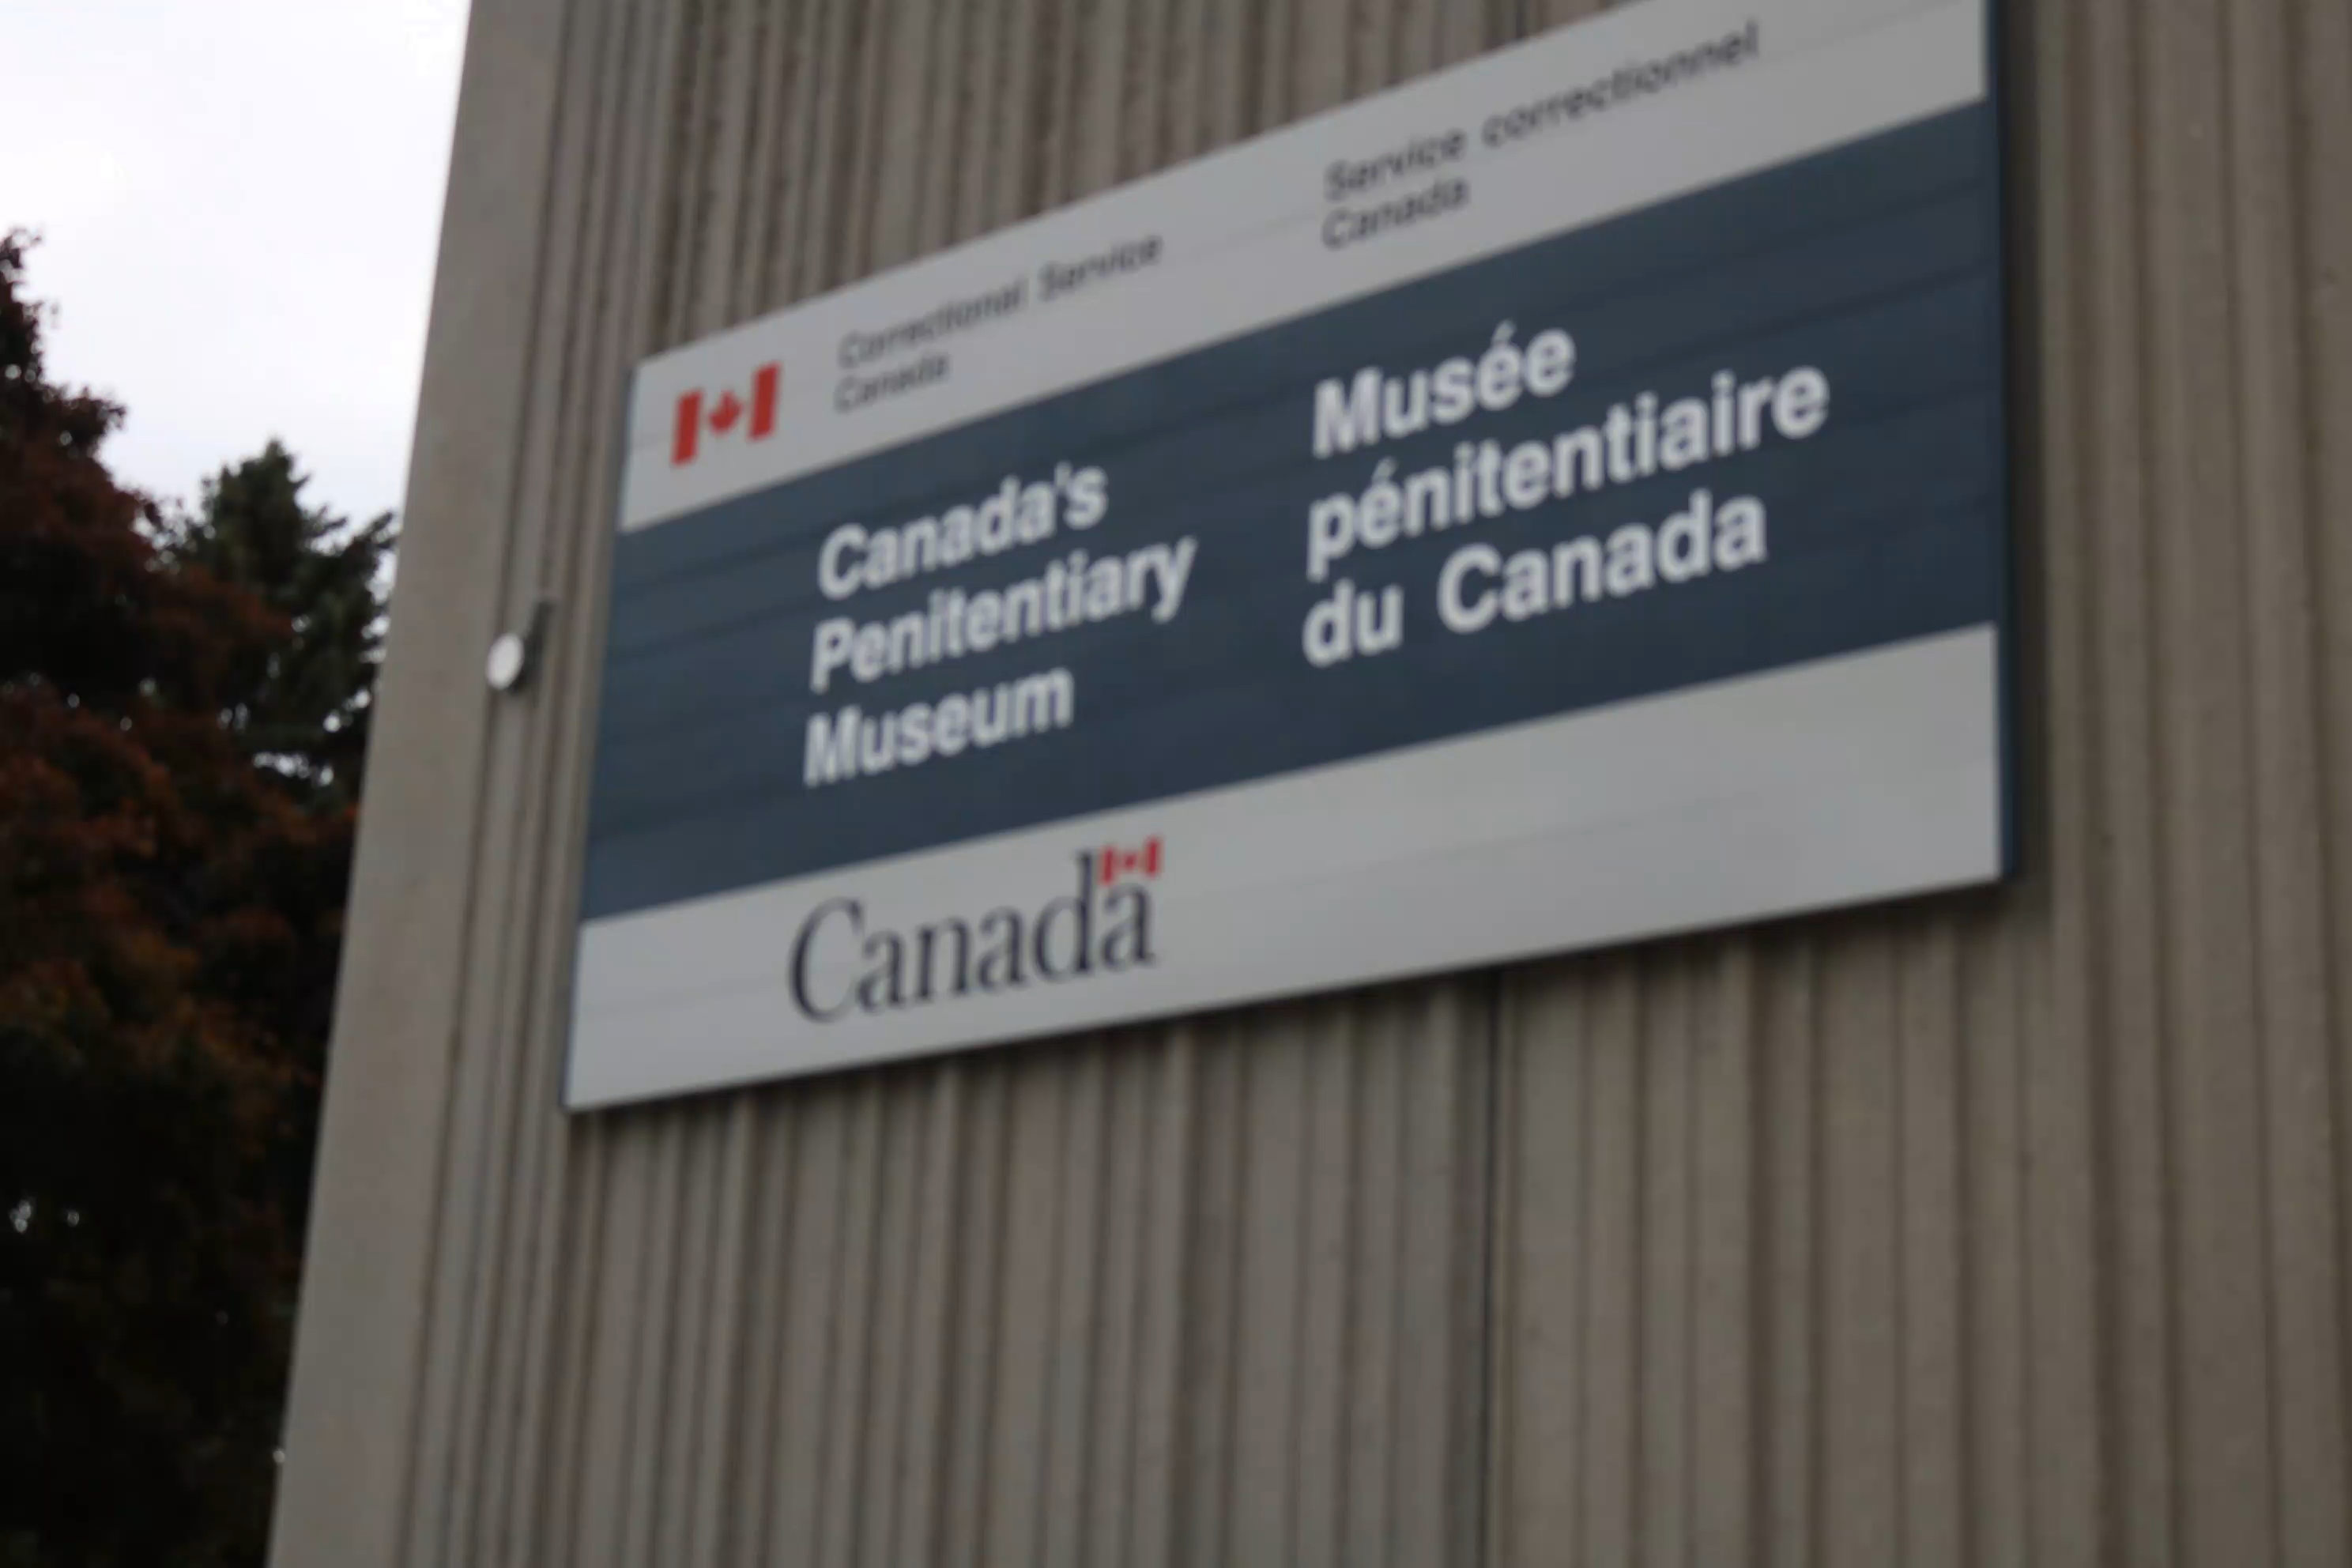 Correctional Service
Canada
Service correctionnel
Canada
Canada's
Penitentiary
Museum
Musée
pénitentiaire
du Canada
Canada